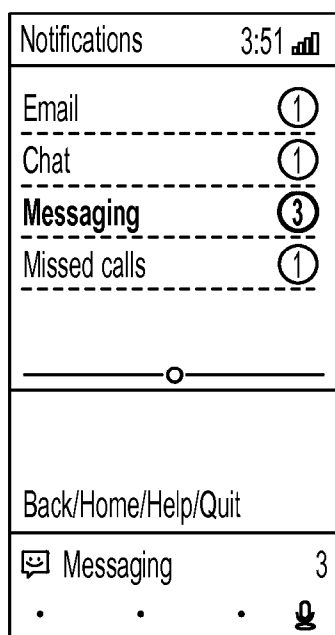 Notifications 3:51
Email 1
Chat 1
Messaging 3
Missed calls 1
Back/Home/Help/Quit
Messaging 3